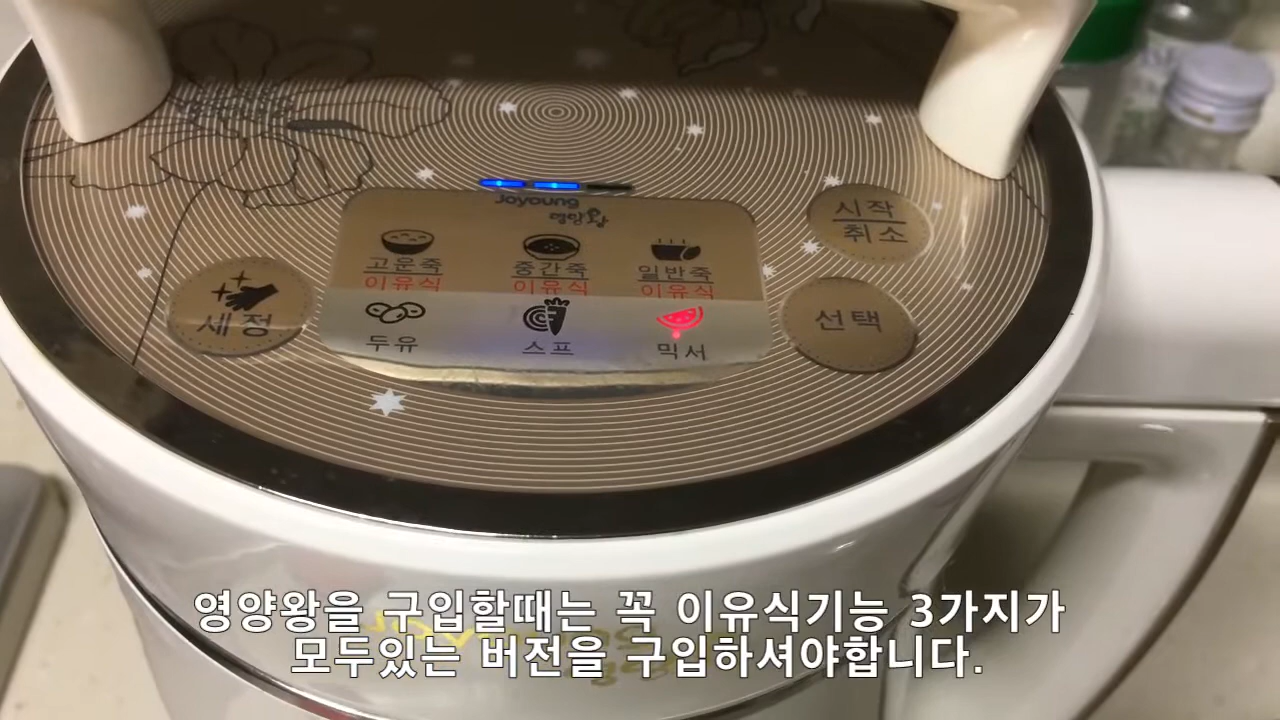 Joyoung
영양왕
고운죽
이유식
중간죽
이유식
일반죽
이유식
두유
스프
믹서
세정
시작
취소
선택
영양왕을 구입할때는 꼭 이유식기능 3가지가
모두있는 버전을 구입하셔야합니다.